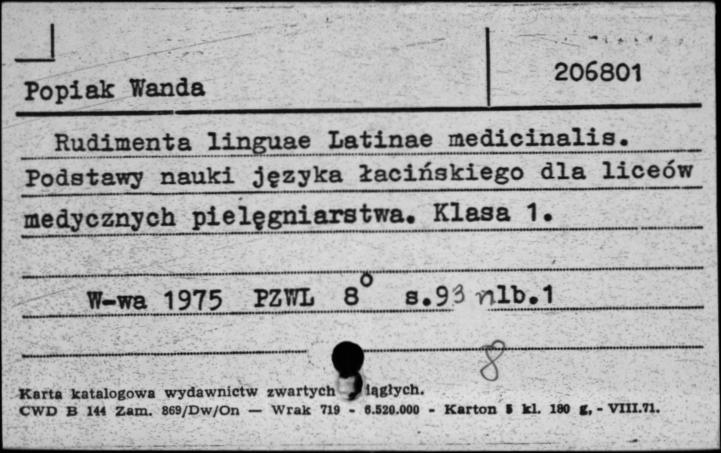 206801
Popiak Wanda
Rudimenta linguae Latinae medicinalis.
Podstawy nauki języka łacińskiego dla liceów
medycznych pielęgniarstwa. Klasa 1.
W-wa 1975 PZWL 8° s.93 nlb.1
8
Karta katalogowa wydawnictw zwartych iągłych.
CWD B 144 Zam. 869/Dw/On — Wrak 719 - 6.520.000 - Karton 5 kl. 180 g, - VIII.71.